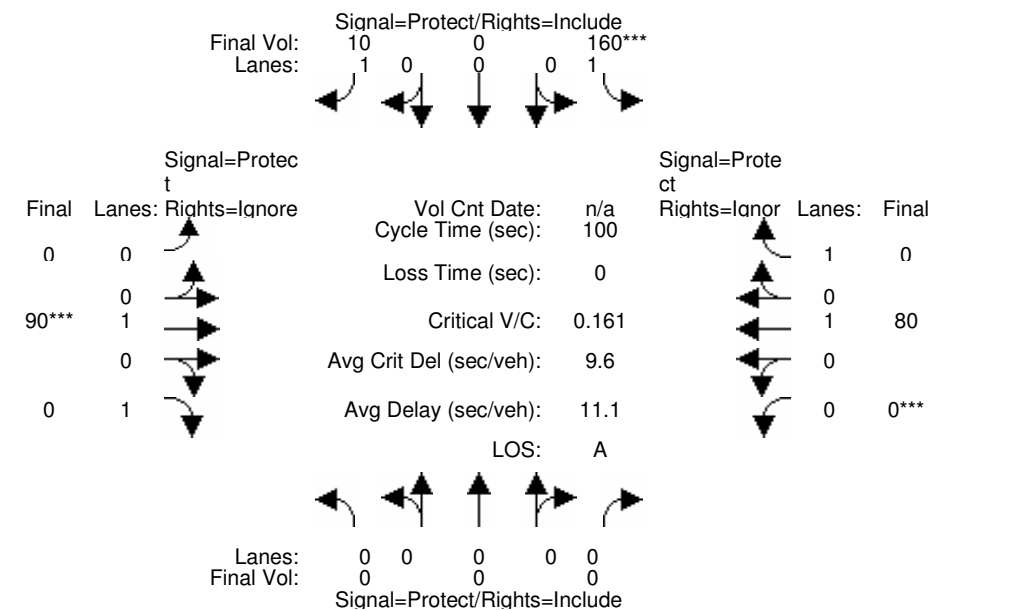 Signal=Protect/Rights=Include
Final Vol: 10 0 160***
Lanes: 1 0 0 0 1
Signal=Protec
t
Signal=Prote
ct
Final Lanes: Rights=Ignore Vol Cnt Date: n/a Rights=Ignor Lanes: Final
Cycle Time (sec): 100
0 0 1 0
Loss Time (sec): 0
0 0
90*** 1 Critical V/C: 0.161 1 80
0 Avg Crit Del (sec/veh): 9.6 0
0 1 Avg Delay (sec/veh): 11.1 0 0***
LOS: A
Lanes: 0 0 0 0 0
Final Vol: 0 0 0
Signal=Protect/Rights=Include